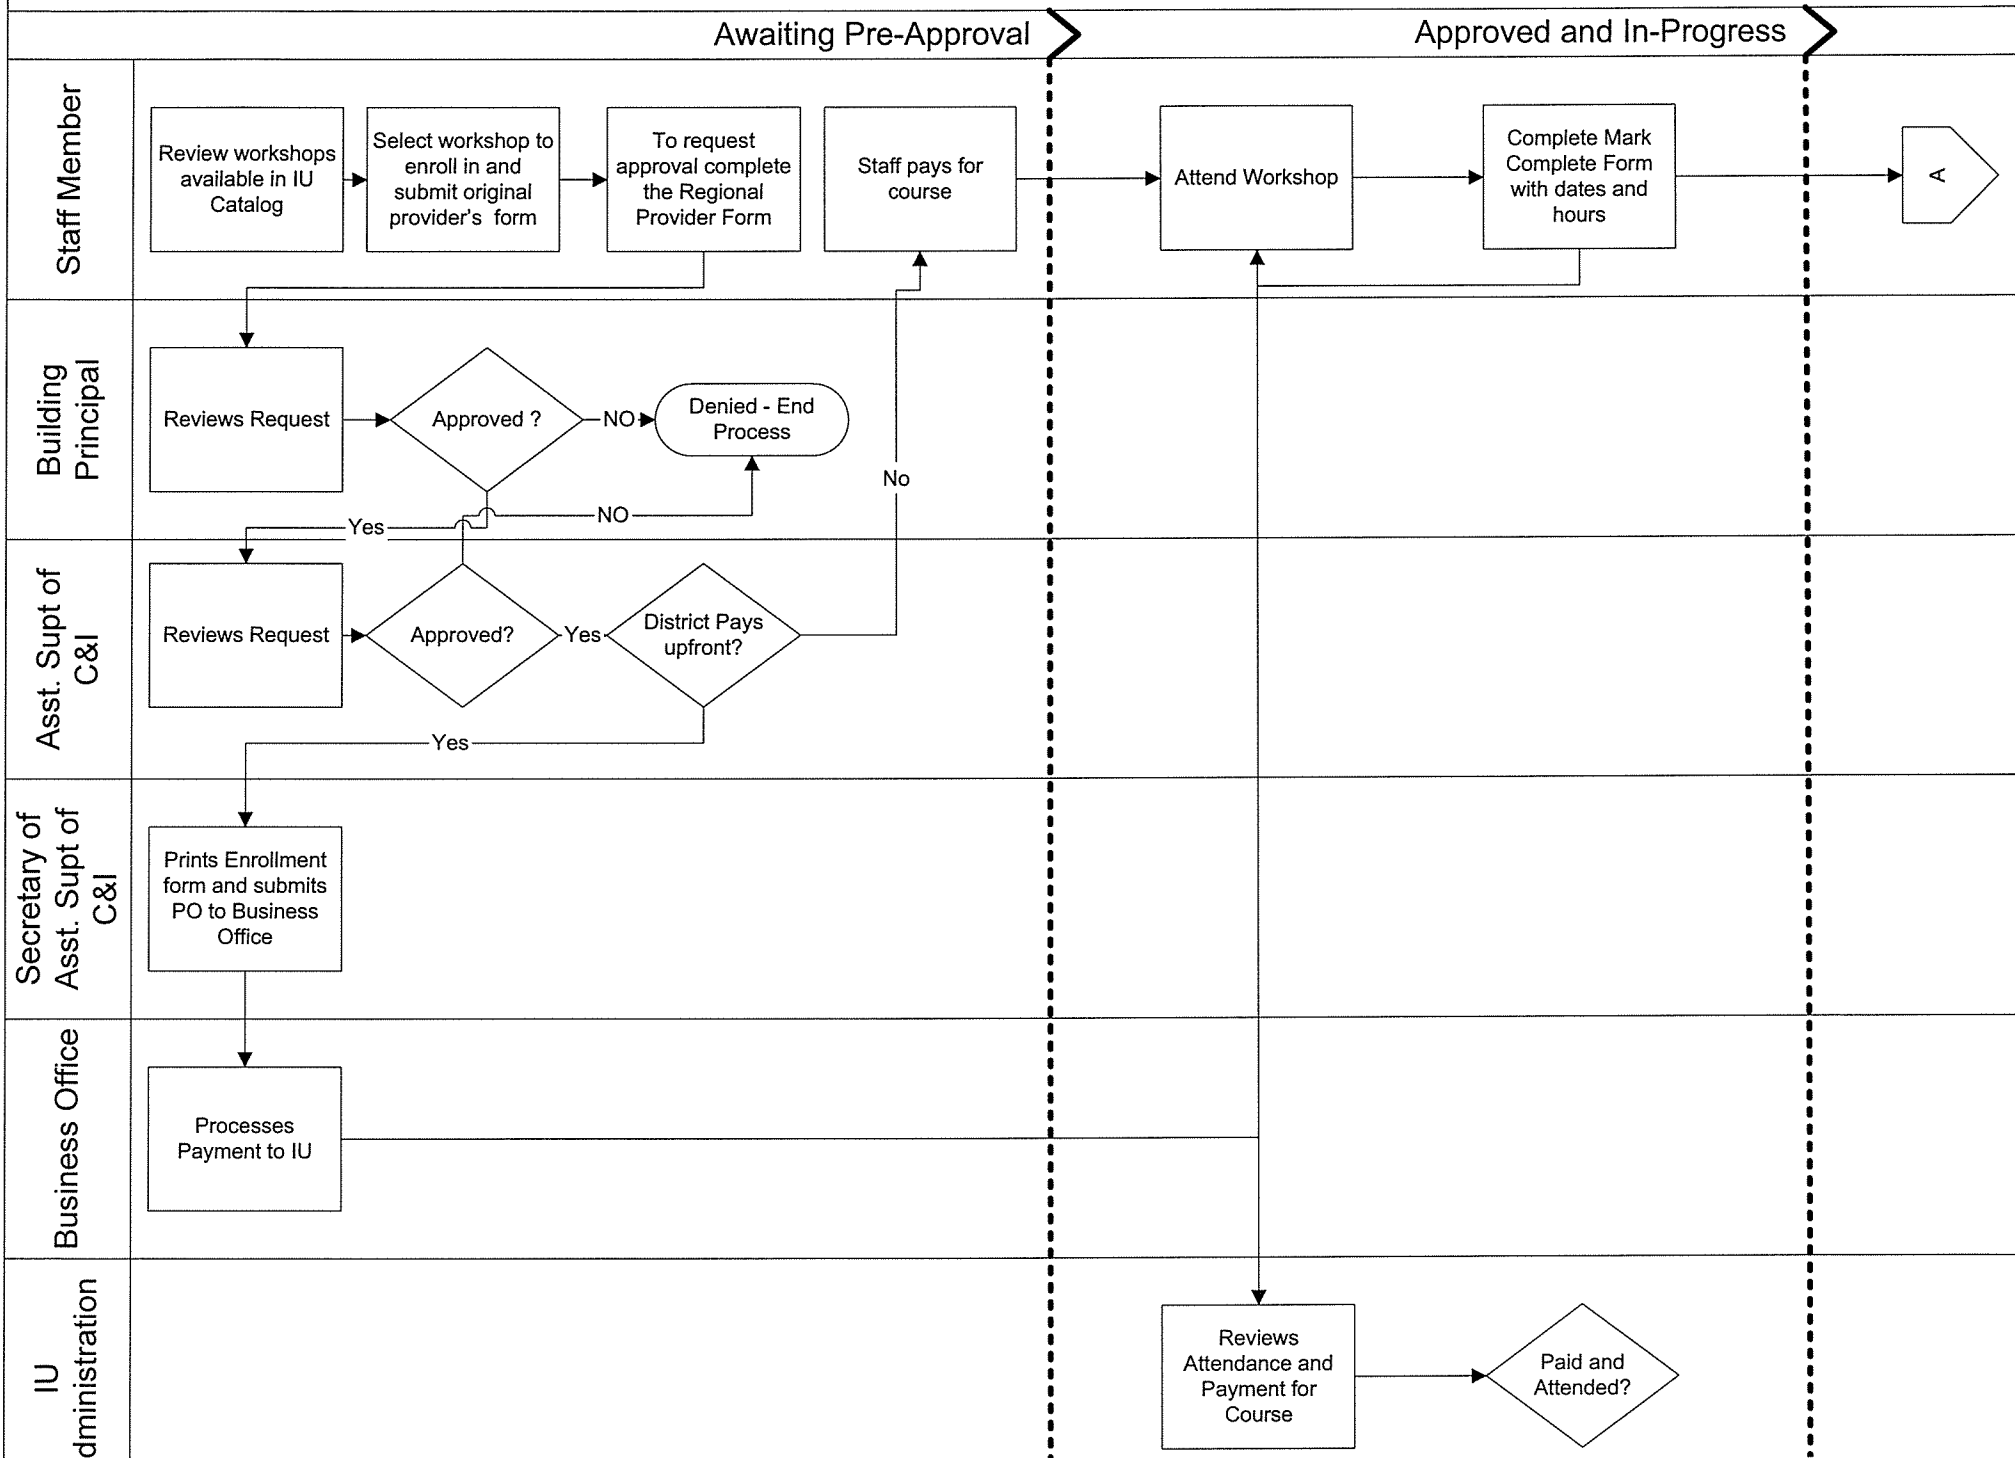 Awaiting Pre-Approval
Approved and In-Progress
Staff Member
Review workshops
available in IU
Catalog
Select workshop to
enroll in and
submit original
provider's form
To request
approval complete
the Regional
Provider Form
Staff pays for
course
Attend Workshop
Complete Mark
Complete Form
with dates and
hours
A
Building
Principal
Reviews Request
Approved ?
NO
Denied - End
Process
No
NO
Yes
Asst. Supt of
C&I
Reviews Request
Approved?
Yes
District Pays
upfront?
Yes
Secretary of
Asst. Supt of
C&I
Prints Enrollment
form and submits
PO to Business
Office
Business Office
Processes
Payment to IU
IU
dministration
Reviews
Attendance and
Payment for
Course
Paid and
Attended?